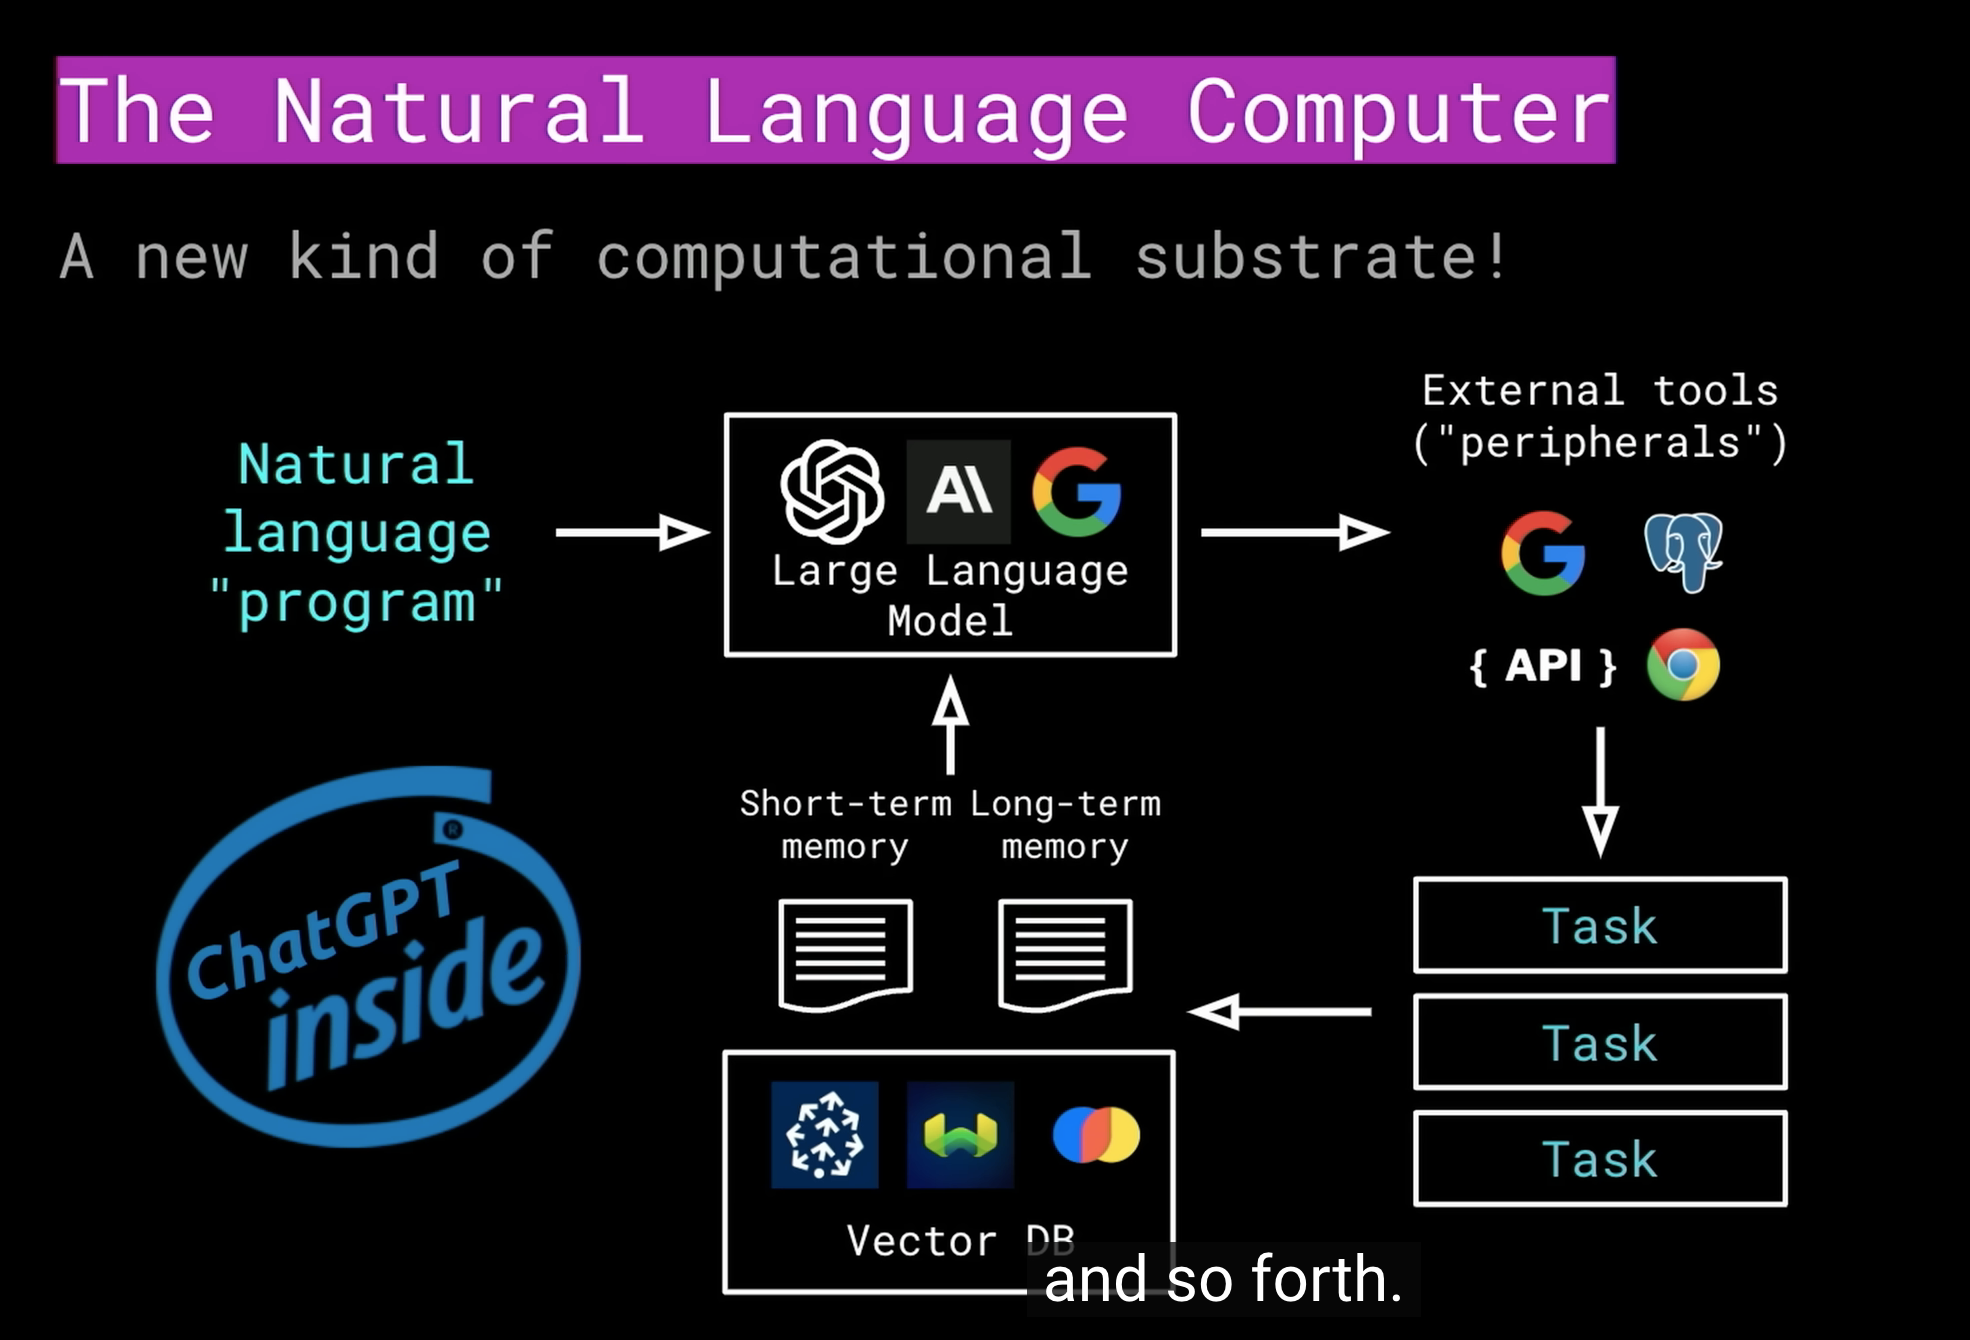 The Natural Language Computer
A new kind of computational substrate!
Natural
language
"program"
Large Language
Model
External tools
("peripherals")
{ API }
Short-term
memory
Long-term
memory
ChatGPT
®
inside
Task
Task
Task
Vector DB
and so forth.